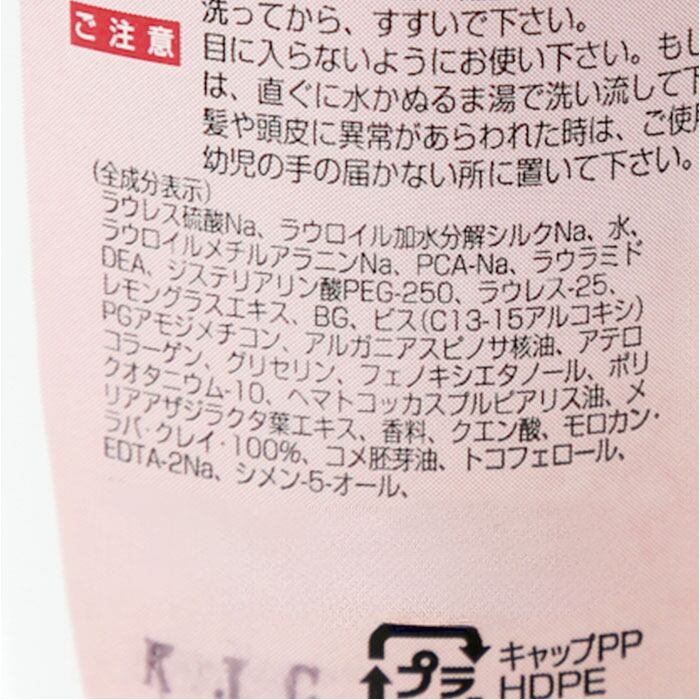 洗ってから、すすいで下さい。
ご注意
目に入らないようにお使い下さい。もし
は、直ぐに水かぬるま湯で洗い流して下
髪や頭皮に異常があらわれた時は、ご使用
幼児の手の届かない所に置いて下さい。
(全成分表示)
ラウレス硫酸Na、ラウロイル加水分解シルクNa、水、
ラウロイルメチルアラニンNa、PCA-Na、ラウラミド
DEA、ジステリアリン酸PEG-250、ラウレス-25、
レモングラスエキス、BG、ビス(C13-15アルコキシ)
PGアモジメチコン、アルガニアスピノサ核油、アテロ
コラーゲン、グリセリン、フェノキシエタノール、ポリ
クオタニウム-10、ヘマトコッカスプルビアリス油、メ
リアアザジラクタ葉エキス、香料、クエン酸、モロカン・
ラバ・クレイ・100%、コメ胚芽油、トコフェロール、
EDTA-2Na、シメン-5-オール、
K J C
プラ
キャップPP
HDPE